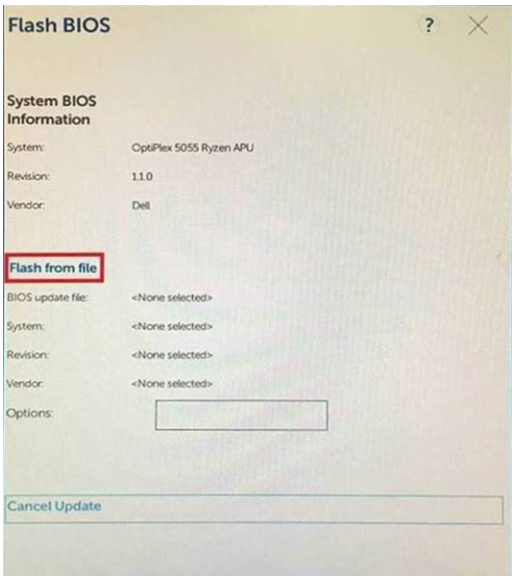 Flash BIOS ?
System BIOS
Information
System: OptiPlex 5055 Ryzen APU
Revision: 1.1.0
Vendor: Dell
Flash from file
BIOS update file: <None selected>
System: <None selected>
Revision: <None selected>
Vendor: <None selected>
Options:
Cancel Update